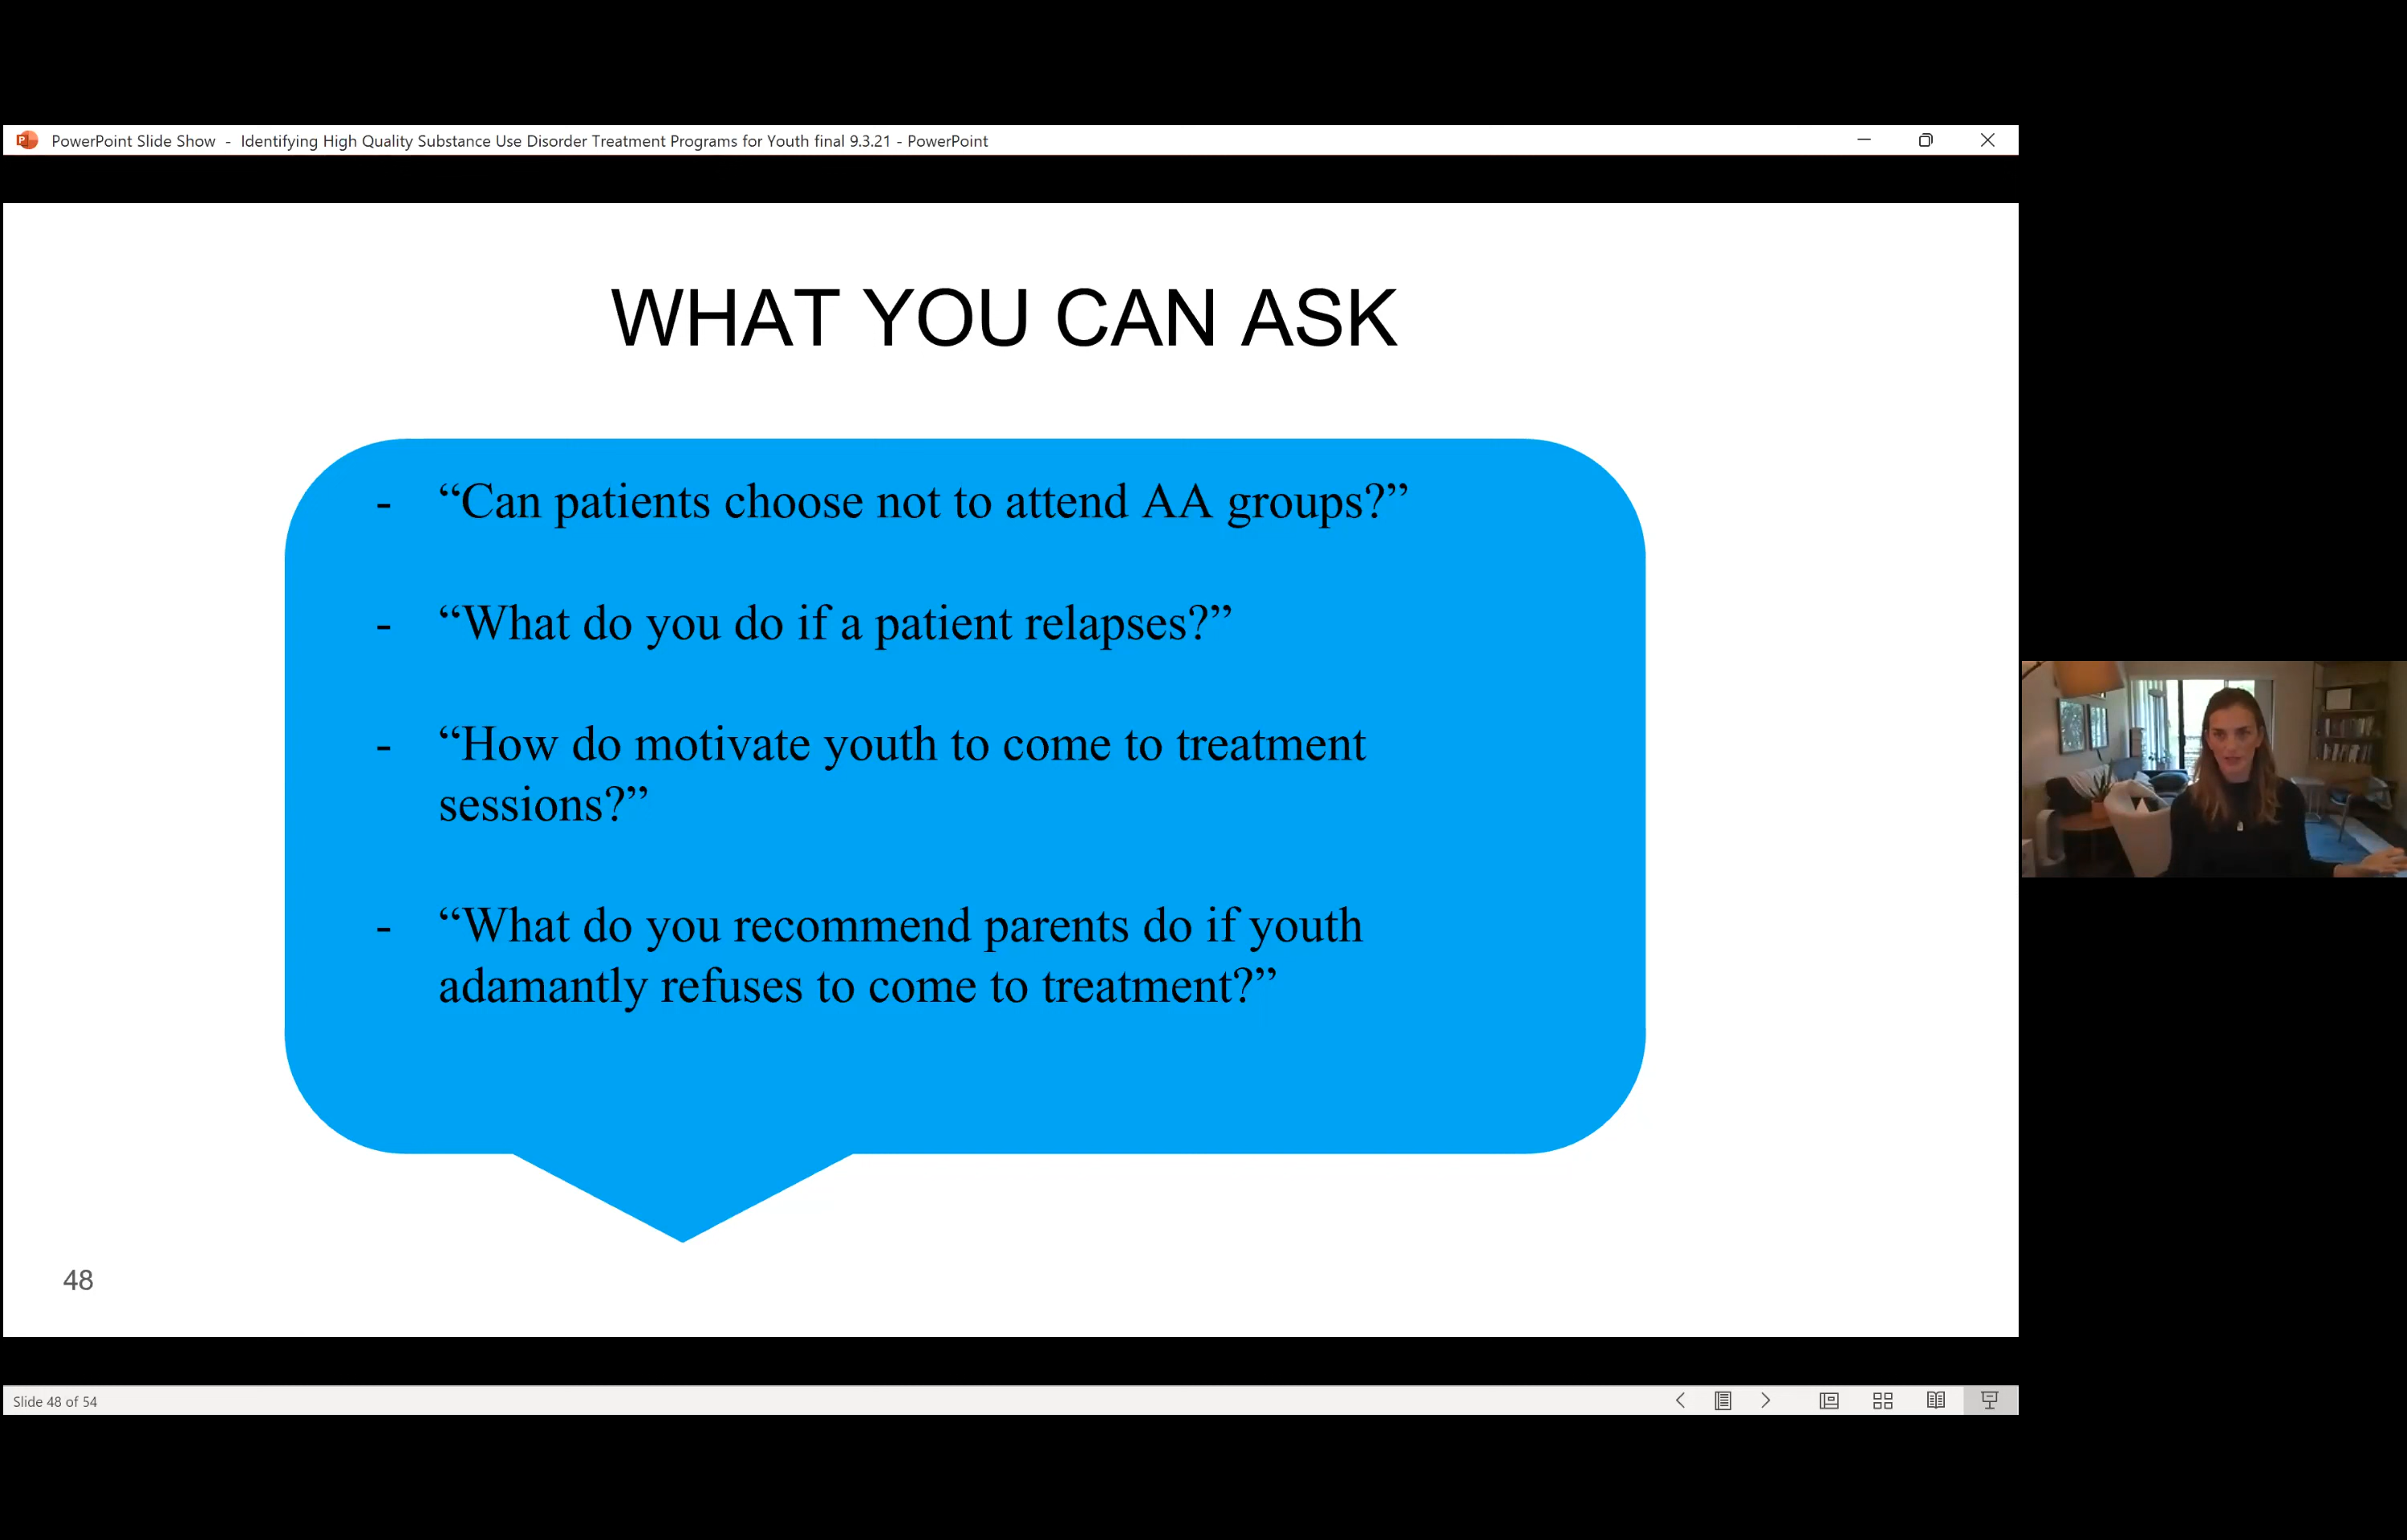 PowerPoint Slide Show - Identifying High Quality Substance Use Disorder Treatment Programs for Youth final 9.3.21 - PowerPoint
WHAT YOU CAN ASK
- “Can patients choose not to attend AA groups?”
- “What do you do if a patient relapses?”
- “How do motivate youth to come to treatment
sessions?”
- “What do you recommend parents do if youth
adamantly refuses to come to treatment?”
48
Slide 48 of 54